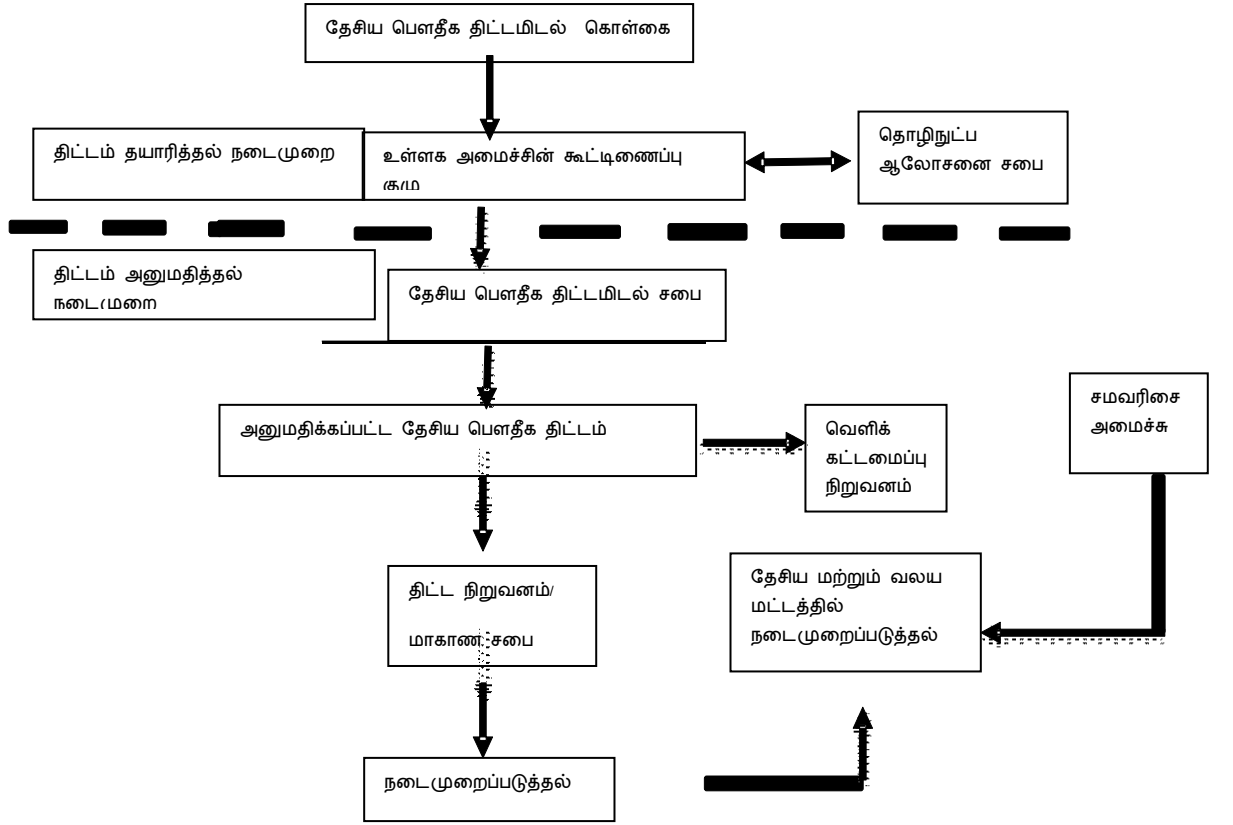 தேசிய பௌதீக திட்டமிடல் கொள்கை
திட்டம் தயாரித்தல் நடைமுறை
உள்ளக அமைச்சின் கூட்டிணைப்பு
குழு
தொழிநுட்ப
ஆலோசனை சபை
திட்டம் அனுமதித்தல்
நடைமுறை
தேசிய பௌதீக திட்டமிடல் சபை
அனுமதிக்கப்பட்ட தேசிய பௌதீக திட்டம்
வெளிக்
கட்டமைப்பு
நிறுவனம்
சமவரிசை
அமைச்சு
திட்ட நிறுவனம்/
மாகாண சபை
தேசிய மற்றும் வலய
மட்டத்தில்
நடைமுறைப்படுத்தல்
நடைமுறைப்படுத்தல்